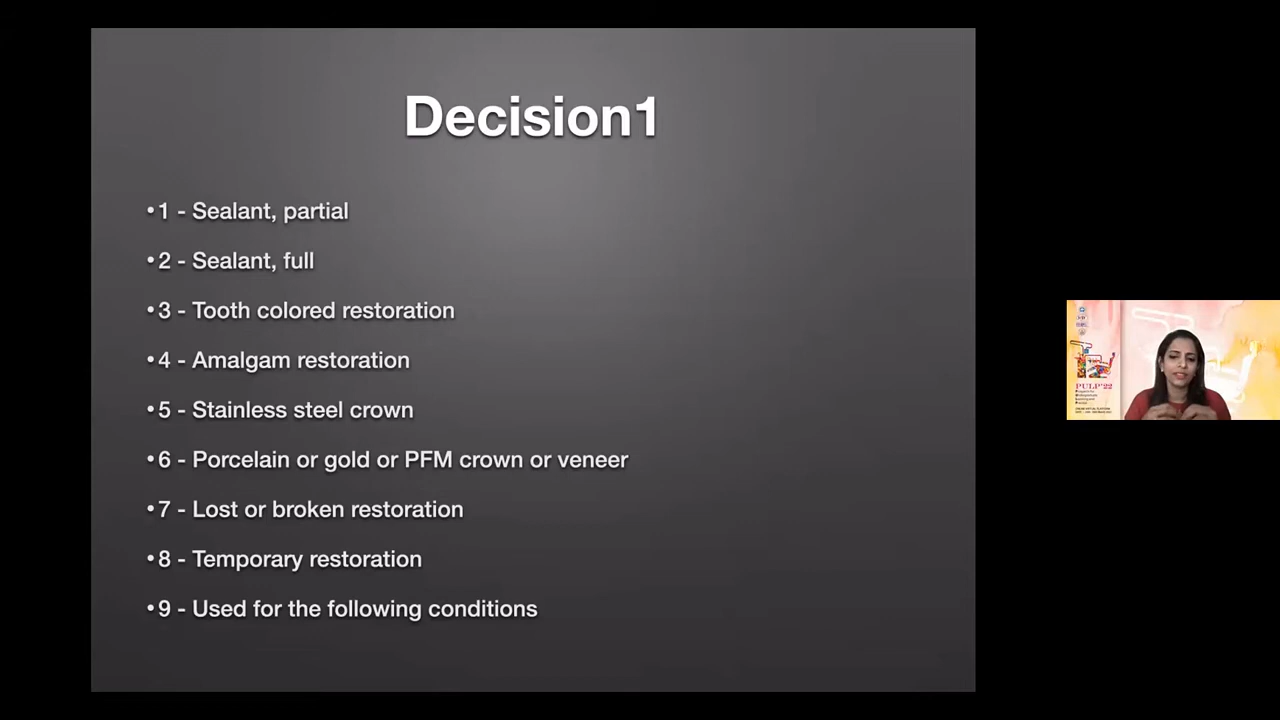 Decision1
•1 - Sealant, partial
•2 - Sealant, full
•3 - Tooth colored restoration
•4 - Amalgam restoration
•5 - Stainless steel crown
•6 - Porcelain or gold or PFM crown or veneer
•7 - Lost or broken restoration
•8 - Temporary restoration
•9 - Used for the following conditions
PULP'22